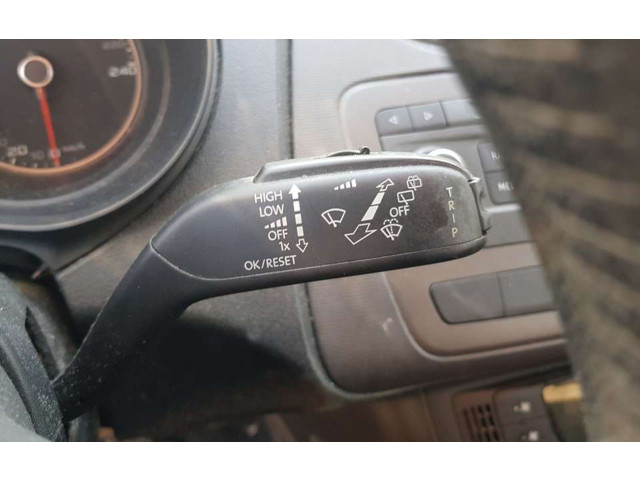 240
20
HIGH
LOW
OFF
1x
OK/RESET
OFF
TRIP